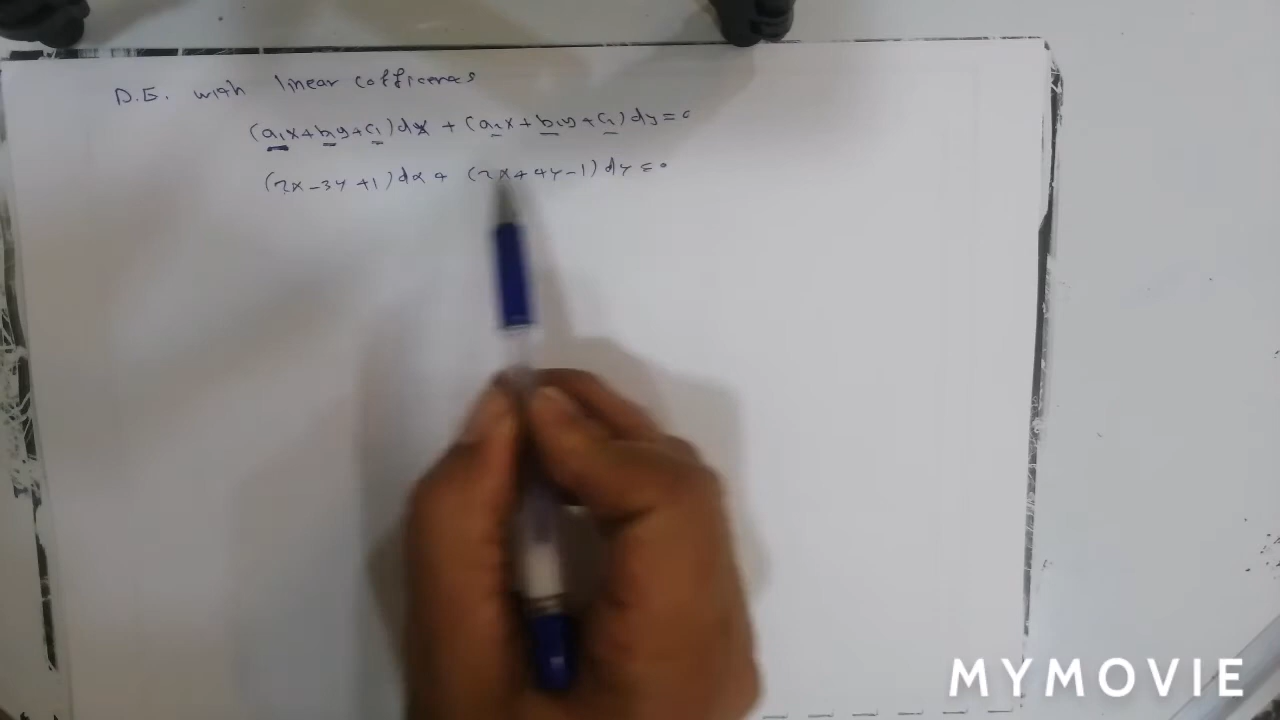 D.E. with linear cofficenes
(a₁x+b₁y+c₁)dx + (a₂x+b₂y+c₂)dy=0
(2x-3y+1)dx + (2x+4y-1)dy=0
MYMOVIE